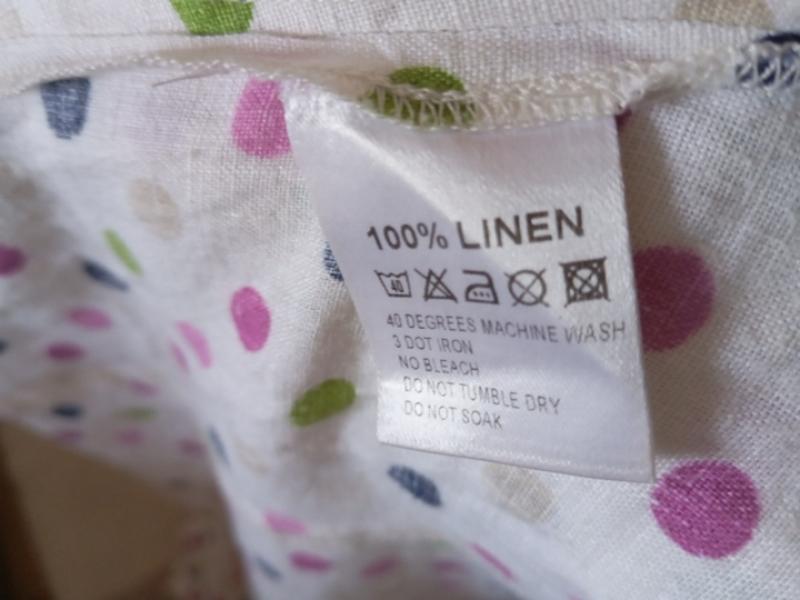 100% LINEN
40
40 DEGREES MACHINE WASH
3 DOT IRON
NO BLEACH
DO NOT TUMBLE DRY
DO NOT SOAK